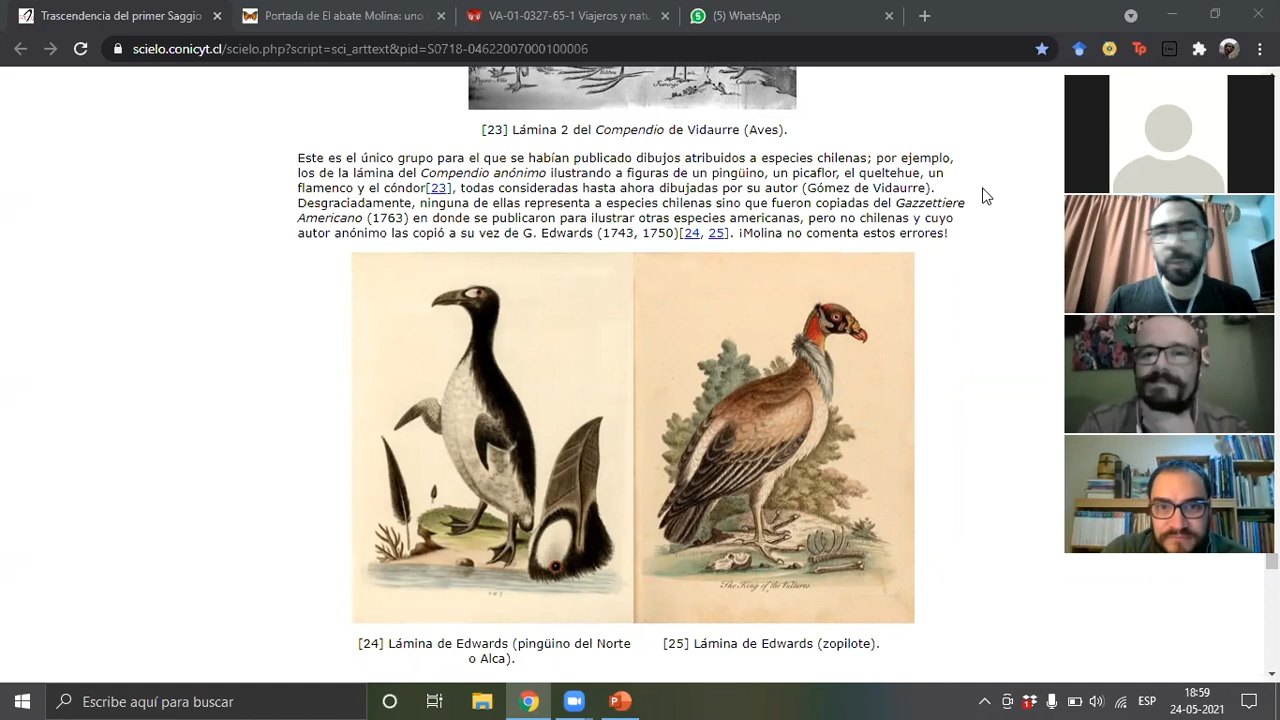 Trascendencia del primer Saggio
Portada de El abate Molina: uno
VA-01-0327-65-1 Viajeros y natu
(5) WhatsApp
scielo.conicyt.cl/scielo.php?script=sci_arttext&pid=S0718-04622007000100006
[23] Lámina 2 del Compendio de Vidaurre (Aves).
Este es el único grupo para el que se habían publicado dibujos atribuidos a especies chilenas; por ejemplo,
los de la lámina del Compendio anónimo ilustrando a figuras de un pingüino, un picaflor, el queltehue, un
flamenco y el cóndor[23], todas consideradas hasta ahora dibujadas por su autor (Gómez de Vidaurre).
Desgraciadamente, ninguna de ellas representa a especies chilenas sino que fueron copiadas del Gazzettiere
Americano (1763) en donde se publicaron para ilustrar otras especies americanas, pero no chilenas y cuyo
autor anónimo las copió a su vez de G. Edwards (1743, 1750)[24, 25]. ¡Molina no comenta estos errores!
The King of the Vultures.
[24] Lámina de Edwards (pingüino del Norte
o Alca).
[25] Lámina de Edwards (zopilote).
Escribe aquí para buscar
ESP
18:59
24-05-2021